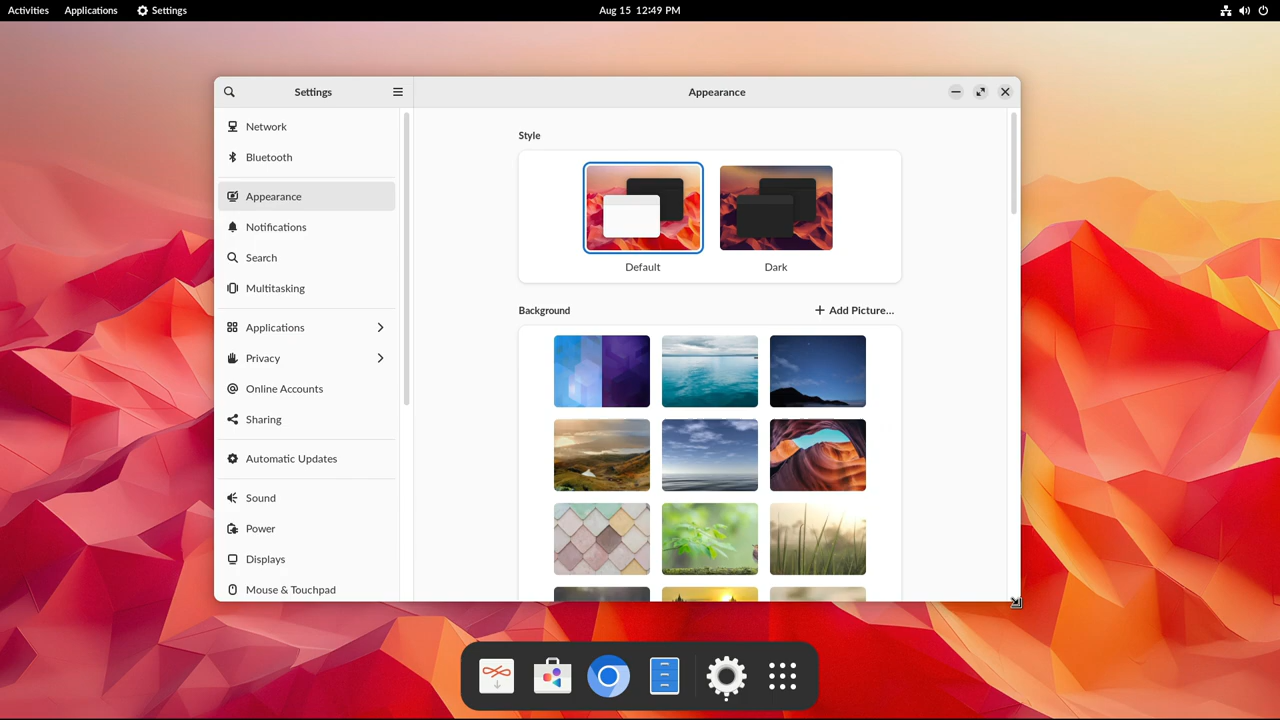 Activities Applications Settings Aug 15 12:49 PM
Settings Appearance
Network
Bluetooth
Appearance
Notifications
Search
Multitasking
Applications
Privacy
Online Accounts
Sharing
Automatic Updates
Sound
Power
Displays
Mouse & Touchpad
Style
Default Dark
Background Add Picture...